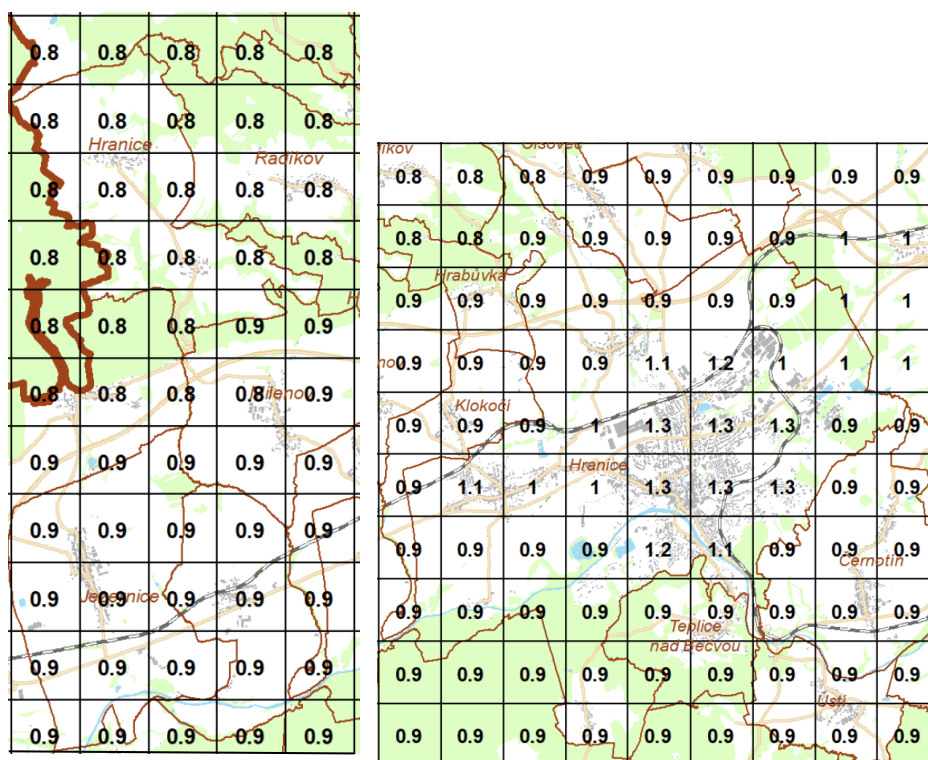 0.8 0.8 0.8 0.8 0.8
0.8 0.8 0.8 0.8 0.8
Hranice
Radíkov
0.8 0.8 0.8 0.8 0.8
0.8 0.8 0.8 0.8 0.8
0.8 0.8 0.8 0.9 0.9
0.8 0.8 0.8 0.8 0.9
0.9 0.9 0.9 0.9 0.9
0.9 0.9 0.9 0.9 0.9
Jezernice
0.9 0.9 0.9 0.9 0.9
0.9 0.9 0.9 0.9 0.9
0.9 0.9 0.9 0.9 0.9
Olšovec
0.8 0.8 0.8 0.9 0.9 0.9 0.9 0.9 0.9
0.8 0.8 0.9 0.9 0.9 0.9 0.9 1 1
Hrabůvka
0.9 0.9 0.9 0.9 0.9 0.9 0.9 1 1
0.9 0.9 0.9 0.9 1.1 1.2 1 1 1
Klokočí
0.9 0.9 0.9 1 1.3 1.3 1.3 0.9 0.9
Hranice
0.9 1.1 1 1 1.3 1.3 1.3 0.9 0.9
0.9 0.9 0.9 0.9 1.2 1.1 0.9 0.9 0.9
Černotín
0.9 0.9 0.9 0.9 0.9 0.9 0.9 0.9 0.9
Teplice
nad Bečvou
0.9 0.9 0.9 0.9 0.9 0.9 0.9 0.9 0.9
Ústí
0.9 0.9 0.9 0.9 0.9 0.9 0.9 0.9 0.9